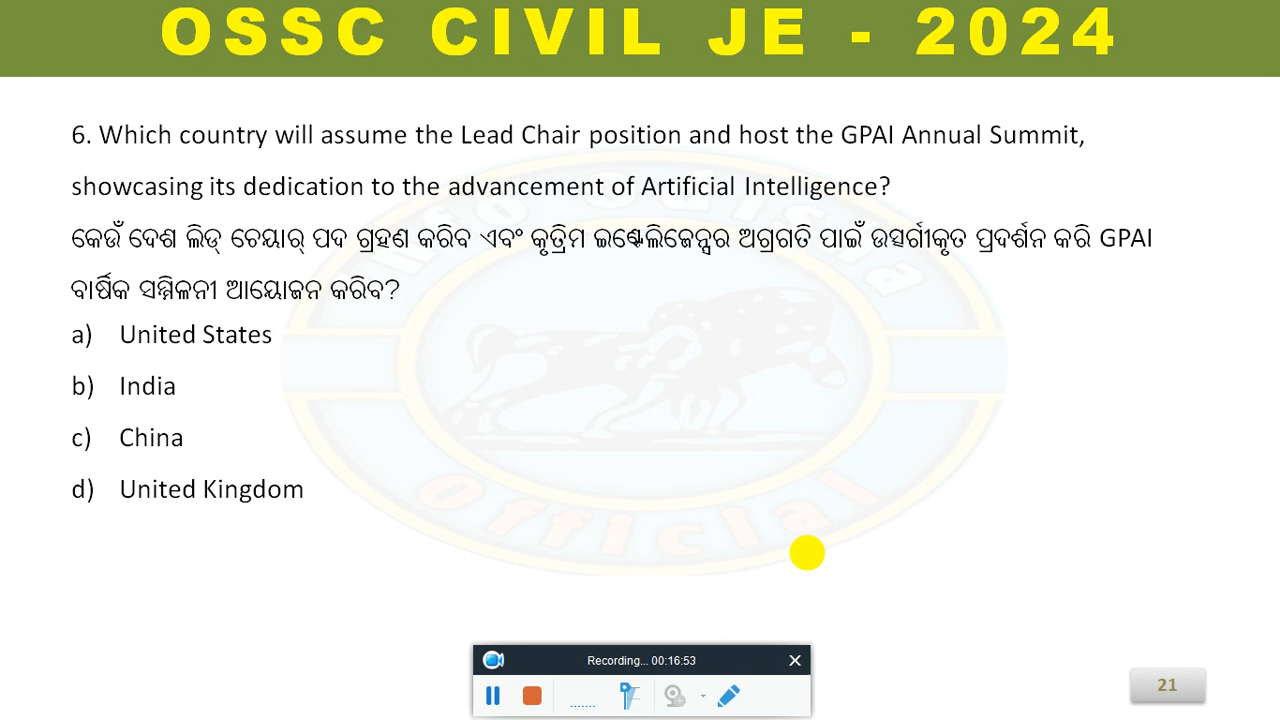 OSSC CIVIL JE - 2024
6. Which country will assume the Lead Chair position and host the GPAI Annual Summit,
showcasing its dedication to the advancement of Artificial Intelligence?
କେଉଁ ଦେଶ ଲିଡ୍ ଚେୟାର୍ ପଦ ଗ୍ରହଣ କରିବ ଏବଂ କୃତ୍ରିମ ଇଣ୍ଟେଲିଜେନ୍ସର ଅଗ୍ରଗତି ପାଇଁ ଉତ୍ସର୍ଗୀକୃତ ପ୍ରଦର୍ଶନ କରି GPAI
ବାର୍ଷିକ ସମ୍ମିଳନୀ ଆୟୋଜନ କରିବ?
a) United States
b) India
c) China
d) United Kingdom
Info Odisha
Official
Recording... 00:16:53
21